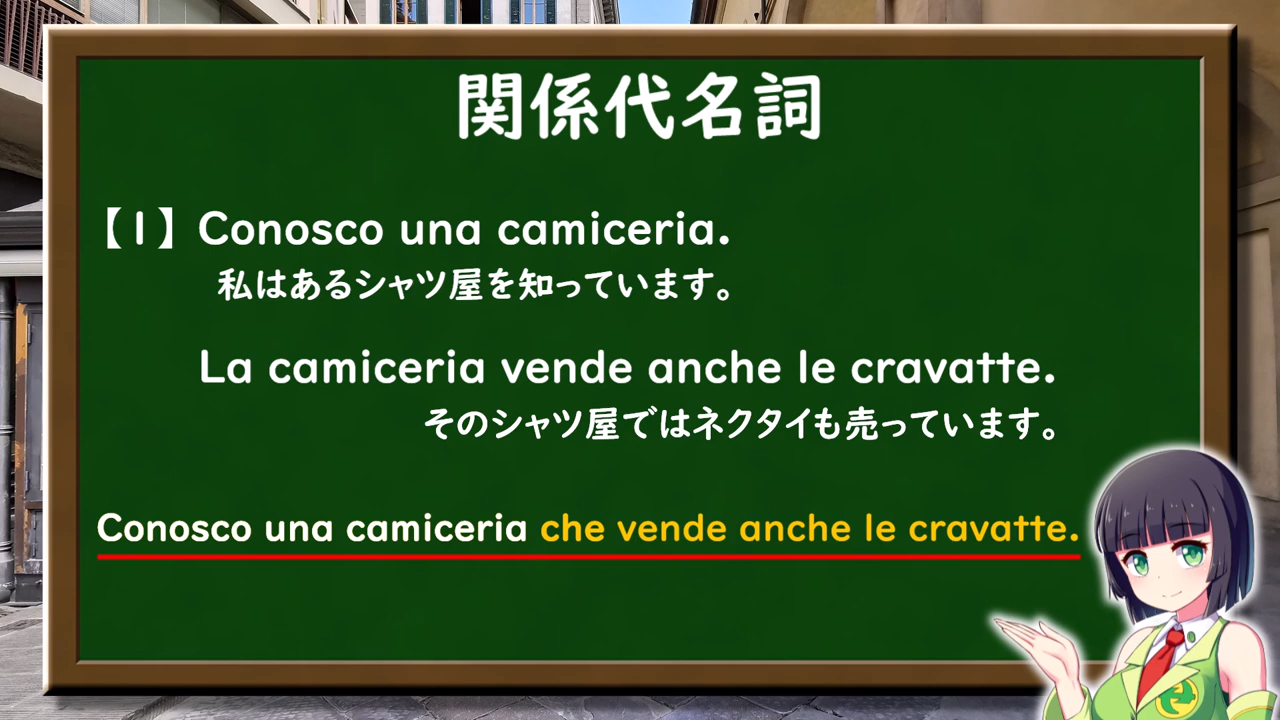 関係代名詞
【1】Conosco una camiceria.
私はあるシャツ屋を知っています。
La camiceria vende anche le cravatte.
そのシャツ屋ではネクタイも売っています。
Conosco una camiceria che vende anche le cravatte.